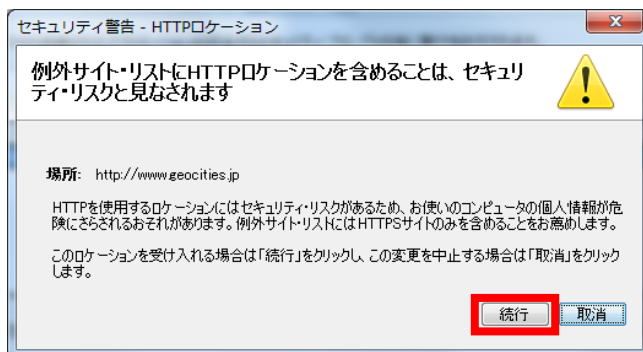 セキュリティ警告 - HTTPロケーション
例外サイト・リストにHTTPロケーションを含めることは、セキュリ
ティ・リスクと見なされます
場所: http://www.geocities.jp
HTTPを使用するロケーションにはセキュリティ・リスクがあるため、お使いのコンピュータの個人情報が危
険にさらされるおそれがあります。例外サイト・リストにはHTTPSサイトのみを含めることをお薦めします。
このロケーションを受け入れる場合は「続行」をクリックし、この変更を中止する場合は「取消」をクリック
します。
続行 取消